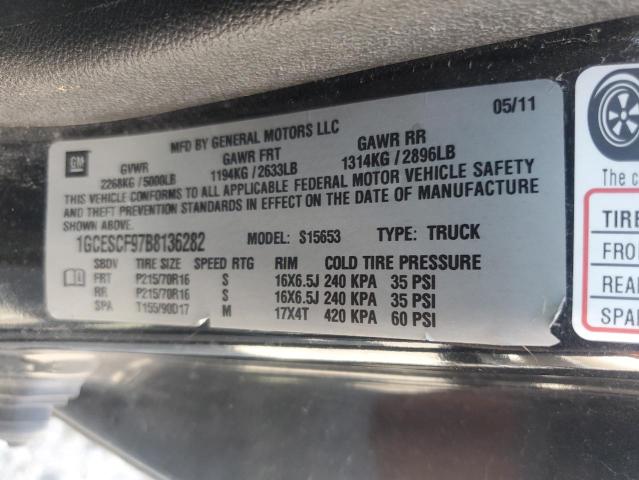 05/11
MFD BY GENERAL MOTORS LLC
GM
GVWR GAWR FRT GAWR RR
2268KG / 5000LB 1194KG / 2633LB 1314KG / 2896LB
THIS VEHICLE CONFORMS TO ALL APPLICABLE FEDERAL MOTOR VEHICLE SAFETY
AND THEFT PREVENTION STANDARDS IN EFFECT ON THE DATE OF MANUFACTURE
SHOWN ABOVE.
1GCESCF97B8136282 MODEL: S15653 TYPE: TRUCK
SBDV TIRE SIZE SPEED RTG RIM COLD TIRE PRESSURE
FRT P215/70R16 S 16X6.5J 240 KPA 35 PSI
RR P215/70R16 S 16X6.5J 240 KPA 35 PSI
SPA T155/90D17 M 17X4T 420 KPA 60 PSI
The c
TIRE
FRO
REA
SPAR